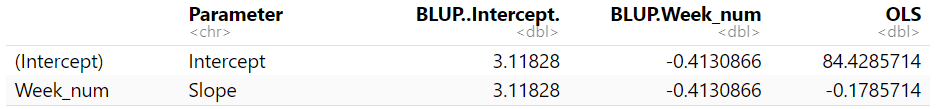 Parameter BLUP..Intercept. BLUP.Week_num OLS
<chr> <dbl> <dbl> <dbl>
(Intercept) Intercept 3.11828 -0.4130866 84.4285714
Week_num Slope 3.11828 -0.4130866 -0.1785714